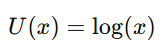 U(x) = log(x)